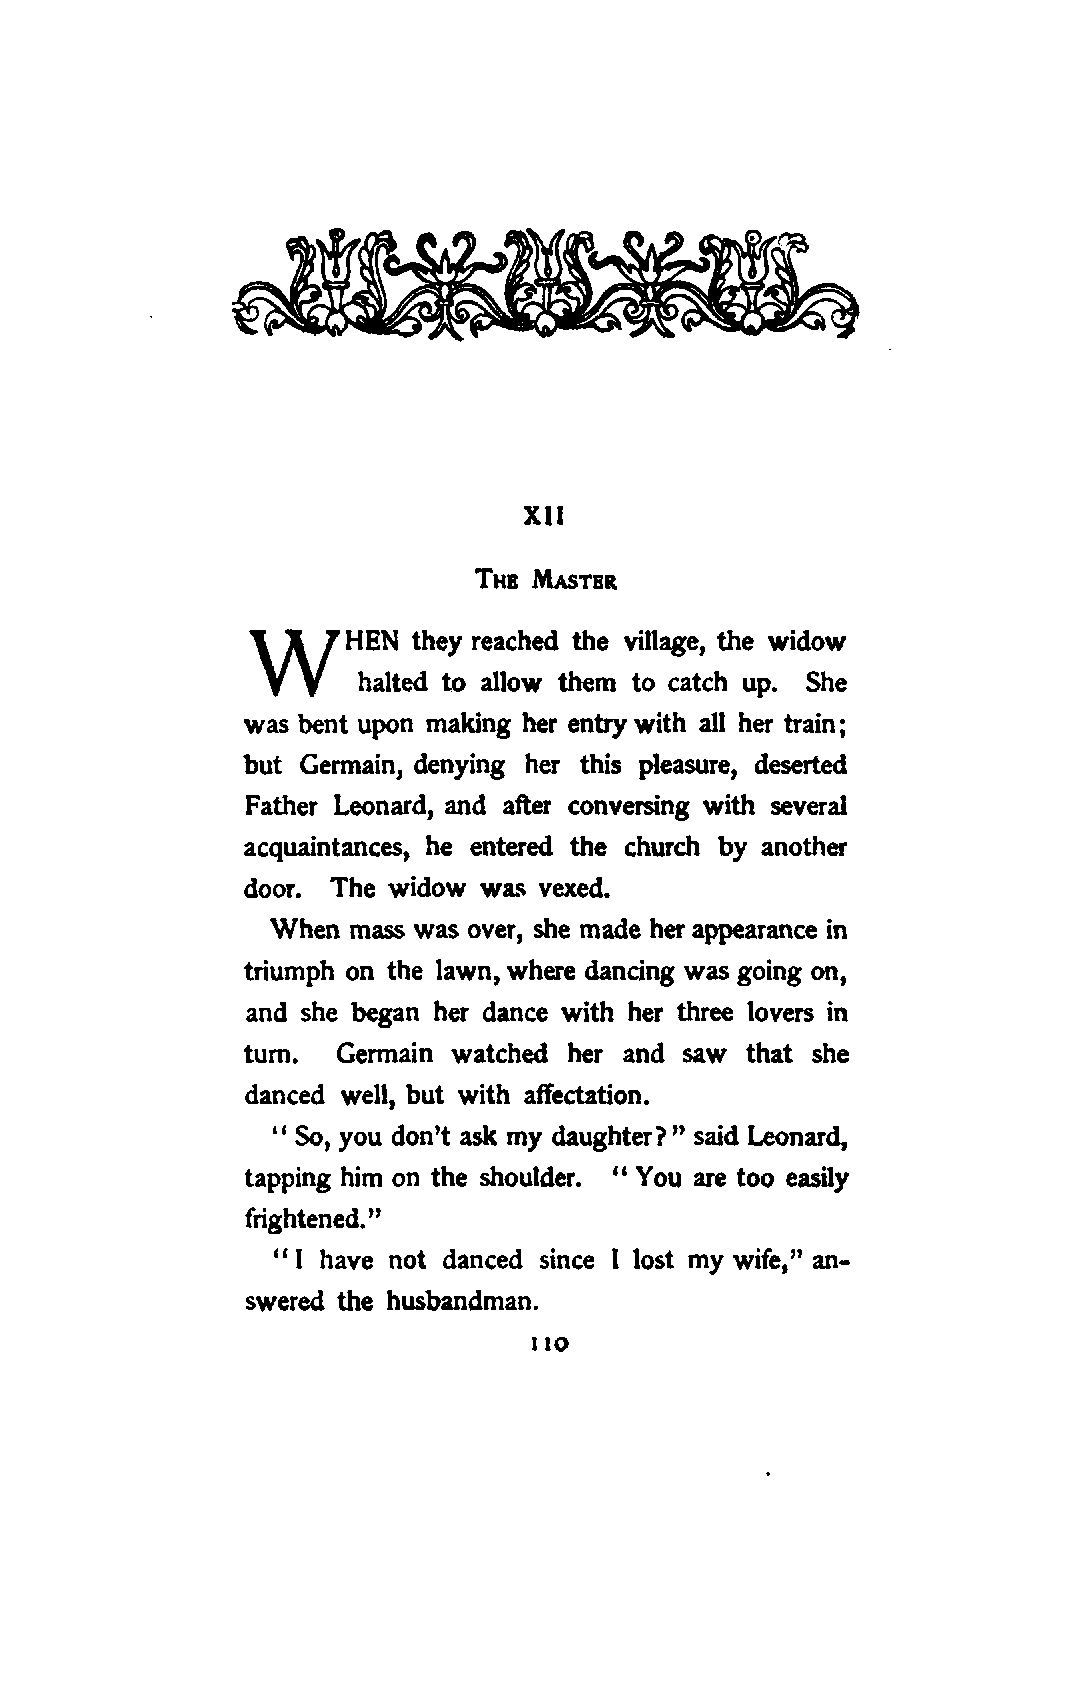 XII
The Master
WHEN they reached the village, the widow
halted to allow them to catch up. She
was bent upon making her entry with all her train;
but Germain, denying her this pleasure, deserted
Father Leonard, and after conversing with several
acquaintances, he entered the church by another
door. The widow was vexed.
When mass was over, she made her appearance in
triumph on the lawn, where dancing was going on,
and she began her dance with her three lovers in
turn. Germain watched her and saw that she
danced well, but with affectation.
"So, you don't ask my daughter?" said Leonard,
tapping him on the shoulder. "You are too easily
frightened."
"I have not danced since I lost my wife," an-
swered the husbandman.
110